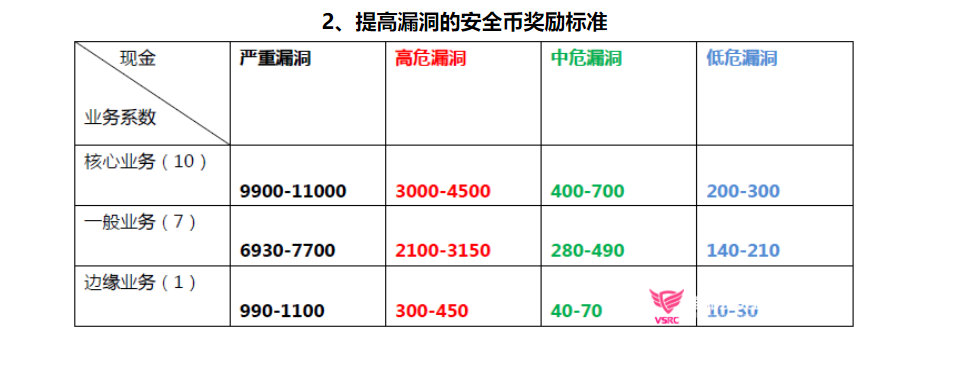 2、提高漏洞的安全币奖励标准
现金 严重漏洞 高危漏洞 中危漏洞 低危漏洞
业务系数
核心业务（10）
9900-11000 3000-4500 400-700 200-300
一般业务（7）
6930-7700 2100-3150 280-490 140-210
边缘业务（1）
990-1100 300-450 40-70 10-30
VSRC